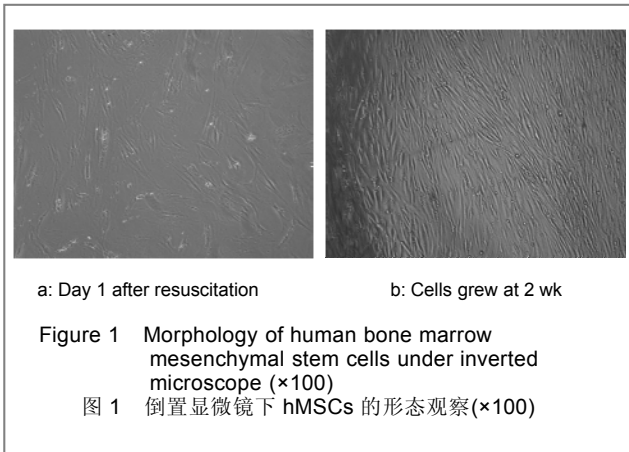 a: Day 1 after resuscitation
b: Cells grew at 2 wk
Figure 1 Morphology of human bone marrow
mesenchymal stem cells under inverted
microscope (×100)
图 1 倒置显微镜下 hMSCs 的形态观察(×100)